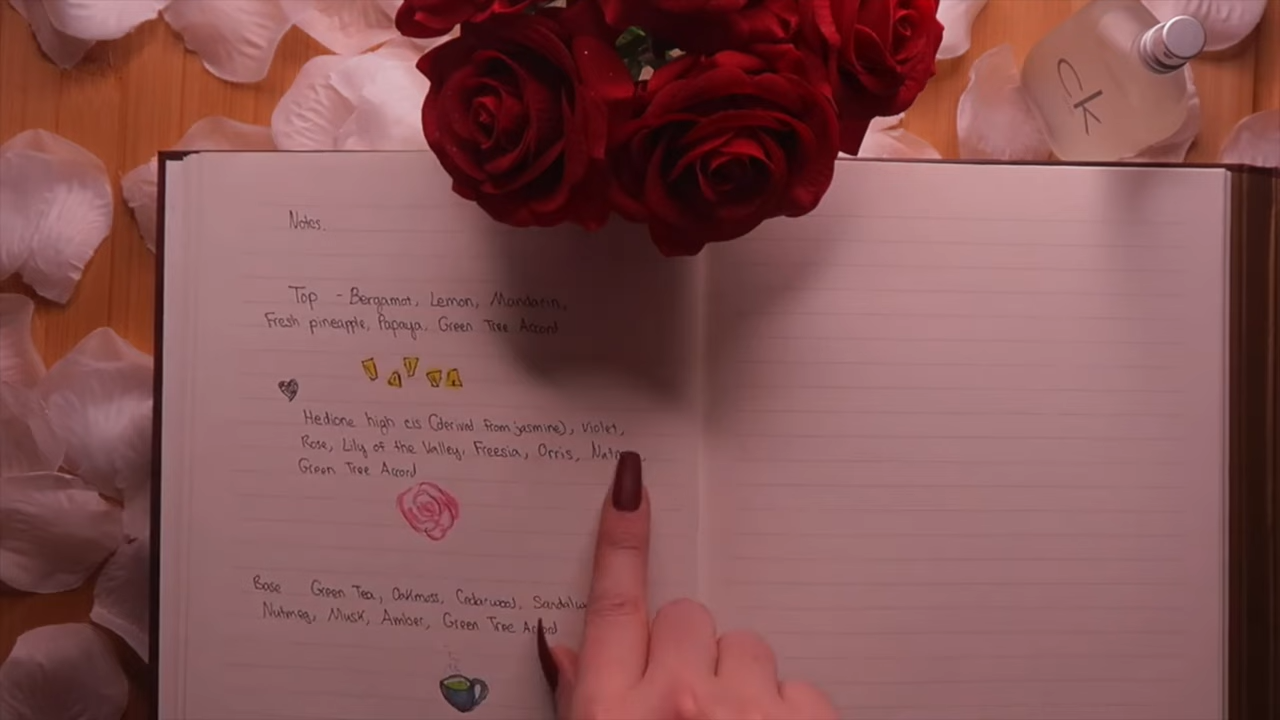 ck
Notes.
Top - Bergamot, Lemon, Mandarin,
Fresh pineapple, Papaya, Green Tree Accord
Hedione high cis (derived from jasmine), Violet,
Rose, Lily of the Valley, Freesia, Orris,
Green Tree Accord
Base Green Tea, Oakmoss, Cedarwood,
Nutmeg, Musk, Amber, Green Tree Accord